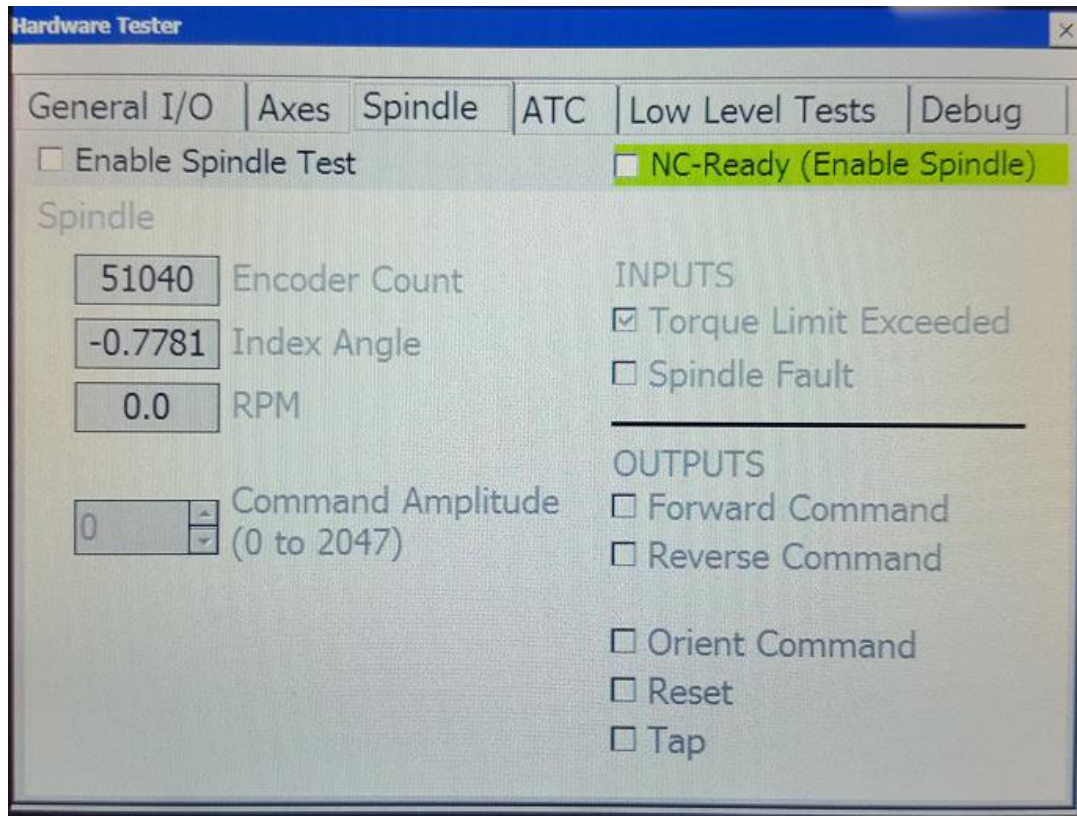 Hardware Tester
General I/O Axes Spindle ATC Low Level Tests Debug
Enable Spindle Test
NC-Ready (Enable Spindle)
Spindle
51040 Encoder Count
-0.7781 Index Angle
0.0 RPM
0 Command Amplitude
(0 to 2047)
INPUTS
Torque Limit Exceeded
Spindle Fault
OUTPUTS
Forward Command
Reverse Command
Orient Command
Reset
Tap